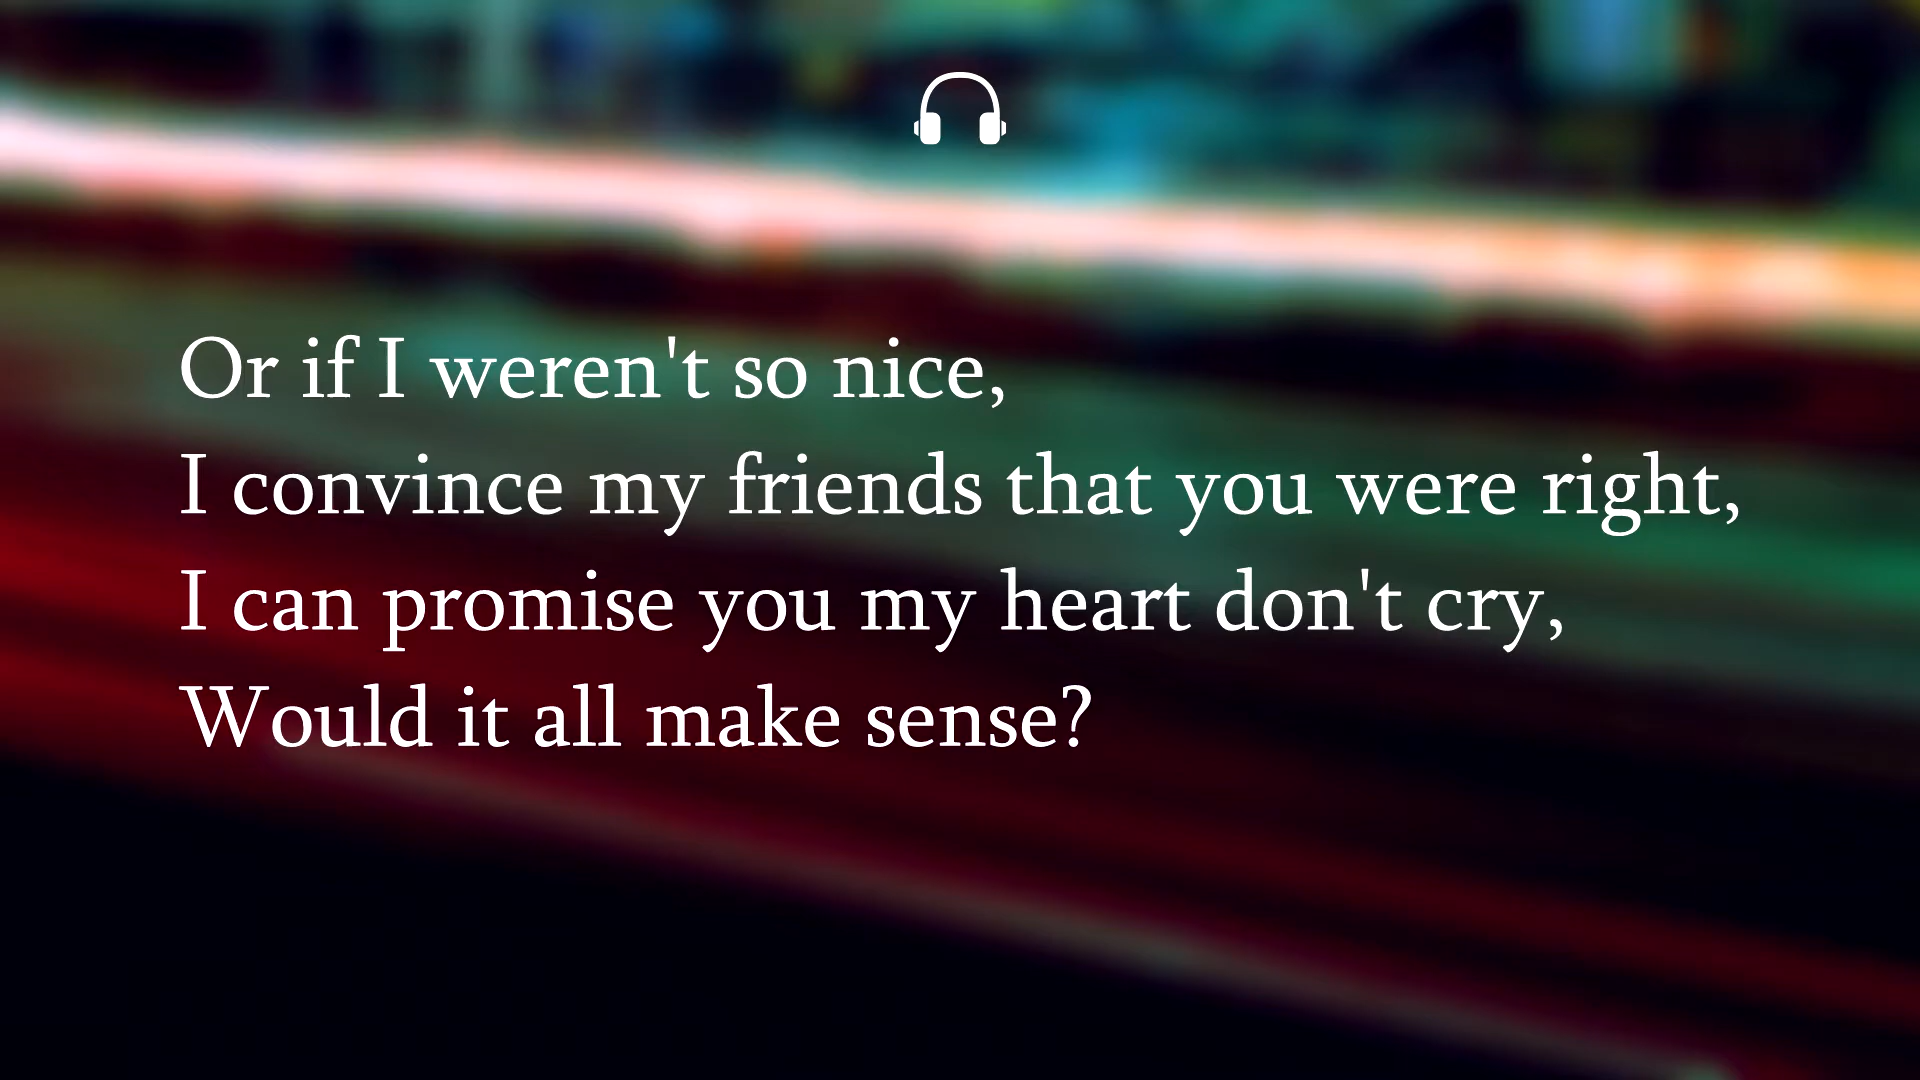 Or if I weren't so nice,
I convince my friends that you were right,
I can promise you my heart don't cry,
Would it all make sense?